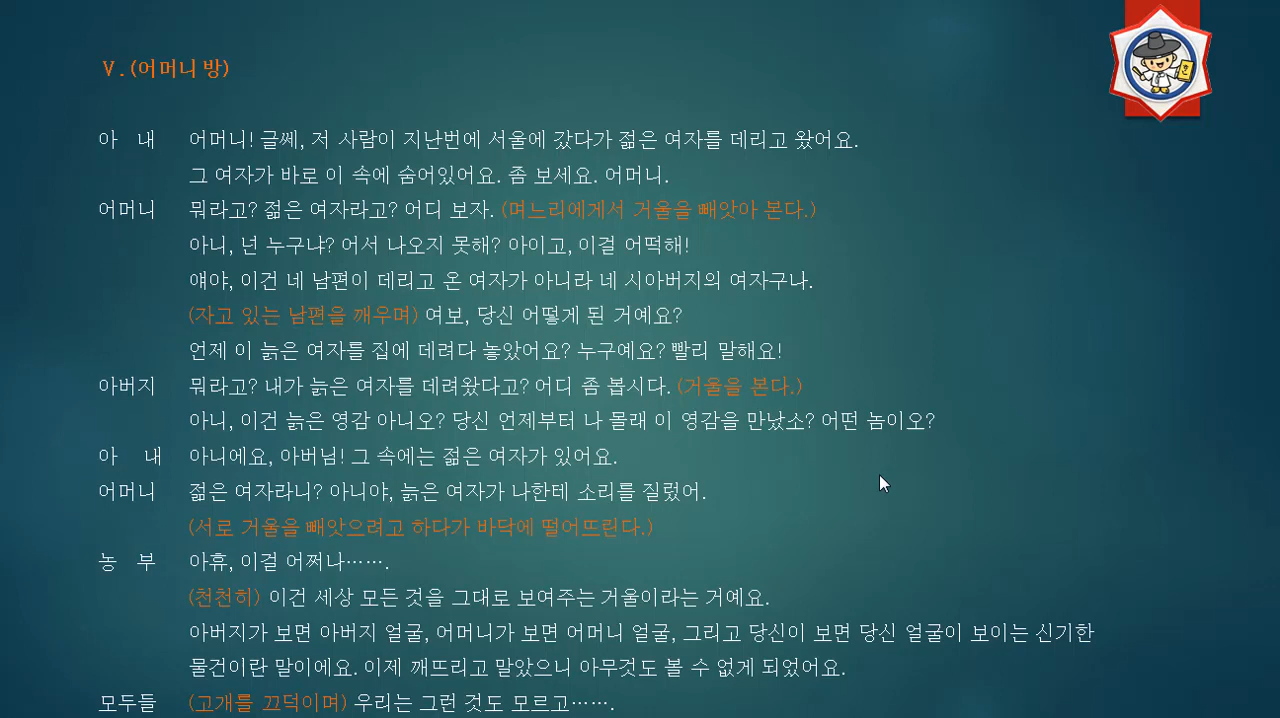 Ⅴ. (어머니 방)
아 내 어머니! 글쎄, 저 사람이 지난번에 서울에 갔다가 젊은 여자를 데리고 왔어요.
그 여자가 바로 이 속에 숨어있어요. 좀 보세요. 어머니.
어머니 뭐라고? 젊은 여자라고? 어디 보자. (며느리에게서 거울을 빼앗아 본다.)
아니, 넌 누구냐? 어서 나오지 못해? 아이고, 이걸 어떡해!
얘야, 이건 네 남편이 데리고 온 여자가 아니라 네 시아버지의 여자구나.
(자고 있는 남편을 깨우며) 여보, 당신 어떻게 된 거예요?
언제 이 늙은 여자를 집에 데려다 놓았어요? 누구예요? 빨리 말해요!
아버지 뭐라고? 내가 늙은 여자를 데려왔다고? 어디 좀 봅시다. (거울을 본다.)
아니, 이건 늙은 영감 아니오? 당신 언제부터 나 몰래 이 영감을 만났소? 어떤 놈이오?
아 내 아니에요, 아버님! 그 속에는 젊은 여자가 있어요.
어머니 젊은 여자라니? 아니야, 늙은 여자가 나한테 소리를 질렀어.
(서로 거울을 빼앗으려고 하다가 바닥에 떨어뜨린다.)
농 부 아휴, 이걸 어쩌나…….
(천천히) 이건 세상 모든 것을 그대로 보여주는 거울이라는 거예요.
아버지가 보면 아버지 얼굴, 어머니가 보면 어머니 얼굴, 그리고 당신이 보면 당신 얼굴이 보이는 신기한
물건이란 말이에요. 이제 깨뜨리고 말았으니 아무것도 볼 수 없게 되었어요.
모두들 (고개를 끄덕이며) 우리는 그런 것도 모르고…….